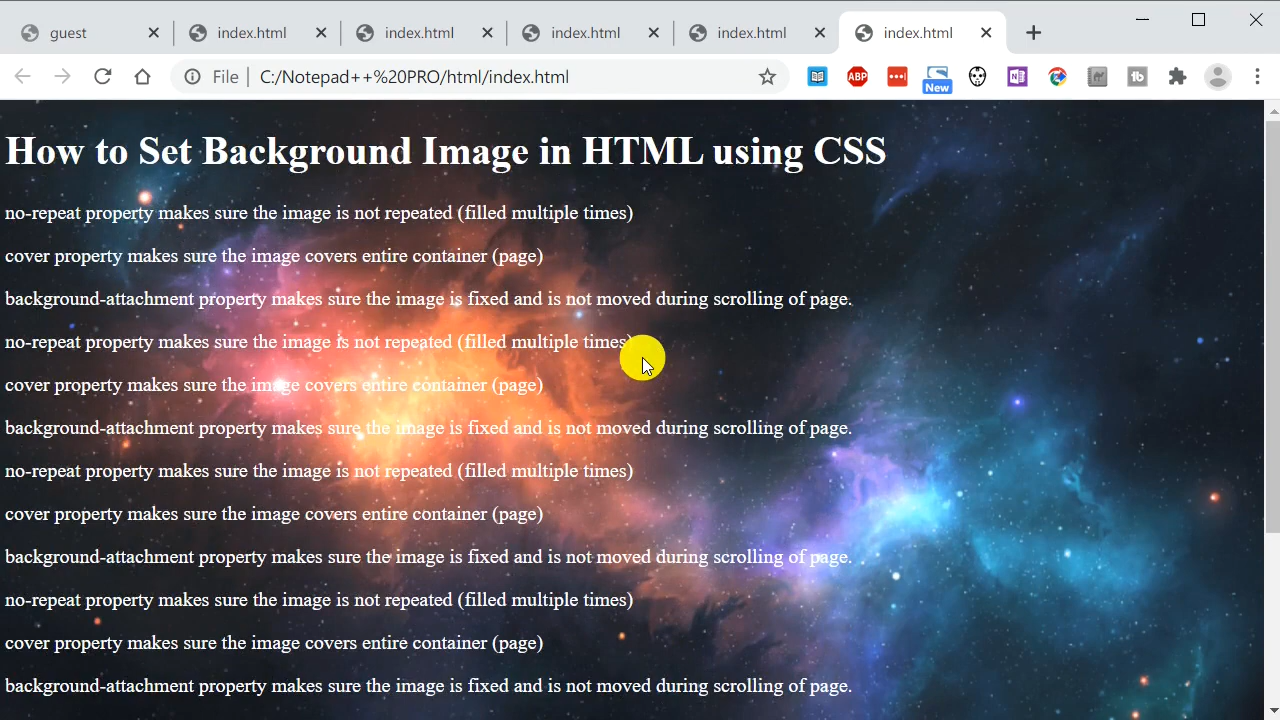 guest index.html index.html index.html index.html index.html
File C:/Notepad++%20PRO/html/index.html ABP New N
How to Set Background Image in HTML using CSS
no-repeat property makes sure the image is not repeated (filled multiple times)
cover property makes sure the image covers entire container (page)
background-attachment property makes sure the image is fixed and is not moved during scrolling of page.
no-repeat property makes sure the image is not repeated (filled multiple times)
cover property makes sure the image covers entire container (page)
background-attachment property makes sure the image is fixed and is not moved during scrolling of page.
no-repeat property makes sure the image is not repeated (filled multiple times)
cover property makes sure the image covers entire container (page)
background-attachment property makes sure the image is fixed and is not moved during scrolling of page.
no-repeat property makes sure the image is not repeated (filled multiple times)
cover property makes sure the image covers entire container (page)
background-attachment property makes sure the image is fixed and is not moved during scrolling of page.